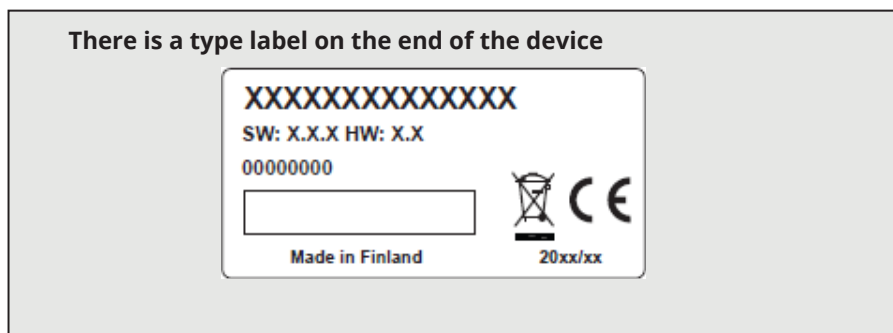 There is a type label on the end of the device
XXXXXXXXXXXXXX
SW: X.X.X HW: X.X
00000000
CE
Made in Finland 20xx/xx